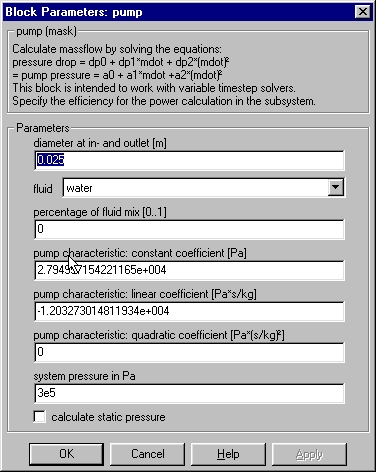 Block Parameters: pump
pump (mask)
Calculate massflow by solving the equations:
pressure drop = dp0 + dp1*mdot + dp2*(mdot)²
= pump pressure = a0 + a1*mdot +a2*(mdot)²
This block is intended to work with variable timestep solvers.
Specify the efficiency for the power calculation in the subsystem.
Parameters
diameter at in- and outlet [m]
0.025
fluid water
percentage of fluid mix [0..1]
0
pump characteristic: constant coefficient [Pa]
pump characteristic: linear coefficient [Pa*s/kg]
-1.203273014811934e+004
pump characteristic: quadratic coefficient [Pa*(s/kg)²]
0
system pressure in Pa
3e5
calculate static pressure
OK Cancel Help Apply